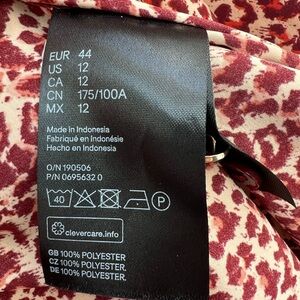 EUR 44
US 12
CA 12
CN 175/100A
MX 12
Made in Indonesia
Fabriqué en Indonésie
Hecho en Indonesia
O/N 190506
P/N 0695632 0
40 P
clevercare.info
GB 100% POLYESTER
CZ 100% POLYESTER.
DE 100% POLYESTER.